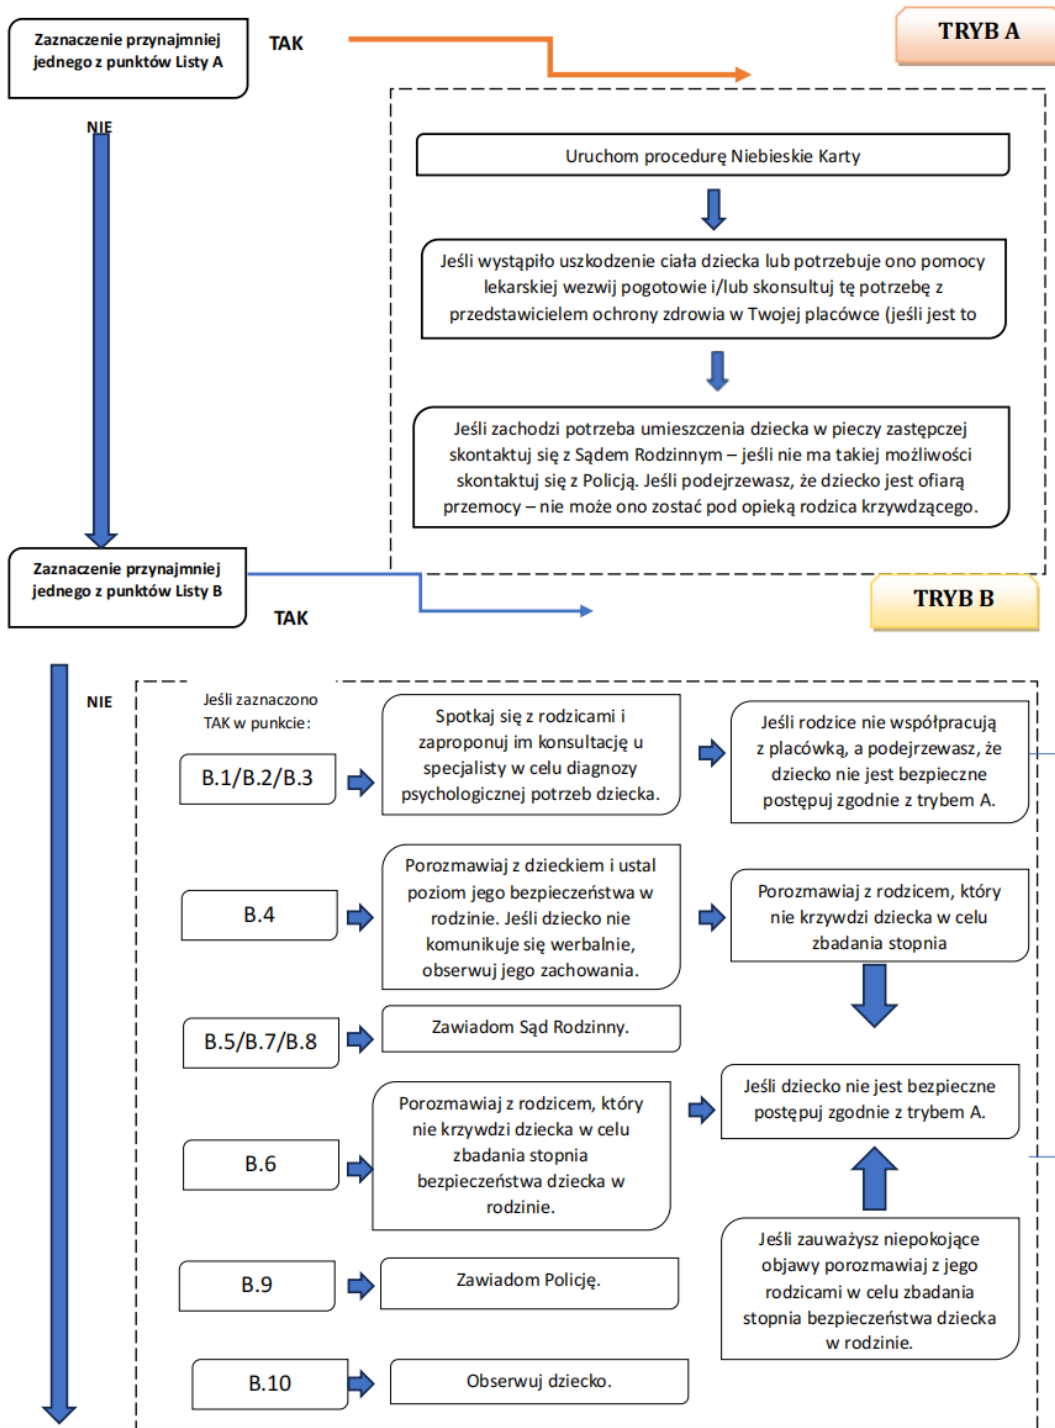 Zaznaczenie przynajmniej
jednego z punktów Listy A
TAK
TRYB A
NIE
Uruchom procedurę Niebieskie Karty
Jeśli wystąpiło uszkodzenie ciała dziecka lub potrzebuje ono pomocy
lekarskiej wezwij pogotowie i/lub skonsultuj tę potrzebę z
przedstawicielem ochrony zdrowia w Twojej placówce (jeśli jest to
Jeśli zachodzi potrzeba umieszczenia dziecka w pieczy zastępczej
skontaktuj się z Sądem Rodzinnym – jeśli nie ma takiej możliwości
skontaktuj się z Policją. Jeśli podejrzewasz, że dziecko jest ofiarą
przemocy – nie może ono zostać pod opieką rodzica krzywdzącego.
Zaznaczenie przynajmniej
jednego z punktów Listy B
TAK
TRYB B
NIE
Jeśli zaznaczono
TAK w punkcie:
B.1/B.2/B.3
Spotkaj się z rodzicami i
zaproponuj im konsultację u
specjalisty w celu diagnozy
psychologicznej potrzeb dziecka.
Jeśli rodzice nie współpracują
z placówką, a podejrzewasz, że
dziecko nie jest bezpieczne
postępuj zgodnie z trybem A.
B.4
Porozmawiaj z dzieckiem i ustal
poziom jego bezpieczeństwa w
rodzinie. Jeśli dziecko nie
komunikuje się werbalnie,
obserwuj jego zachowania.
Porozmawiaj z rodzicem, który
nie krzywdzi dziecka w celu
zbadania stopnia
B.5/B.7/B.8
Zawiadom Sąd Rodzinny.
Jeśli dziecko nie jest bezpieczne
postępuj zgodnie z trybem A.
B.6
Porozmawiaj z rodzicem, który
nie krzywdzi dziecka w celu
zbadania stopnia
bezpieczeństwa dziecka w
rodzinie.
Jeśli zauważysz niepokojące
objawy porozmawiaj z jego
rodzicami w celu zbadania
stopnia bezpieczeństwa dziecka
w rodzinie.
B.9
Zawiadom Policję.
B.10
Obserwuj dziecko.